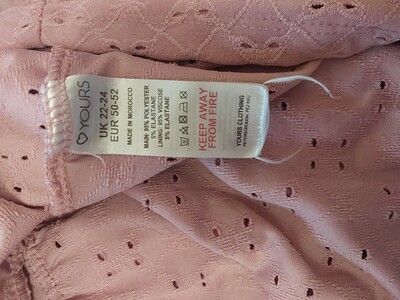 YOURS
UK 22-24
EUR 50-52
MADE IN MOROCCO
MAIN: 95% POLYESTER
5% ELASTANE
LINING: 95% VISCOSE
5% ELASTANE
KEEP AWAY
FROM FIRE
YOURS CLOTHING